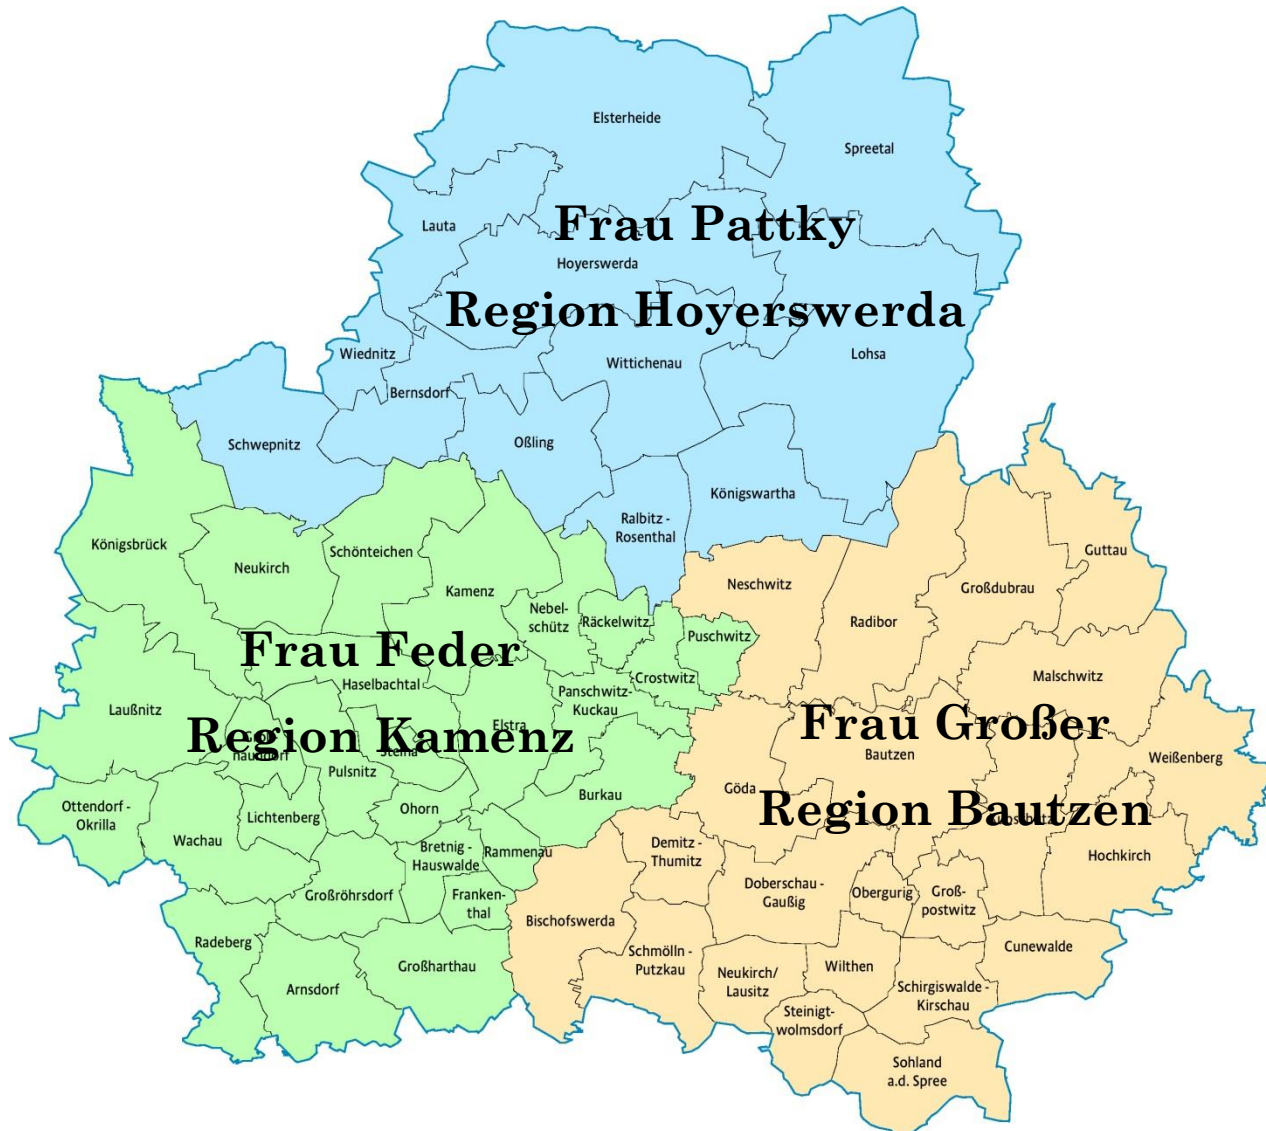 Elsterheide
Spreetal
Lauta
Frau Pattky
Hoyerswerda
Region Hoyerswerda
Wiednitz
Wittichenau
Lohsa
Bernsdorf
Schwepnitz
Oßling
Königswartha
Ralbitz -
Rosenthal
Königsbrück
Neukirch
Schönteichen
Kamenz
Nebel-
schütz
Räckelwitz
Puschwitz
Crostwitz
Neschwitz
Radibor
Großdubrau
Guttau
Malschwitz
Frau Feder
Haselbachtal
Panschwitz-
Kuckau
Laußnitz
Elstra
Region Kamenz
Steina
Pulsnitz
Burkau
Ottendorf -
Okrilla
Wachau
Lichtenberg
Ohorn
Bretnig -
Hauswalde
Rammenau
Großröhrsdorf
Franken-
thal
Radeberg
Arnsdorf
Großharthau
Frau Großer
Bautzen
Weißenberg
Göda
Region Bautzen
Demitz -
Thumitz
Hochkirch
Doberschau -
Gaußig
Obergurig
Groß-
postwitz
Bischofswerda
Schmölln -
Putzkau
Neukirch/
Lausitz
Wilthen
Cunewalde
Schirgiswalde -
Kirschau
Steinigt-
wolmsdorf
Sohland
a.d. Spree